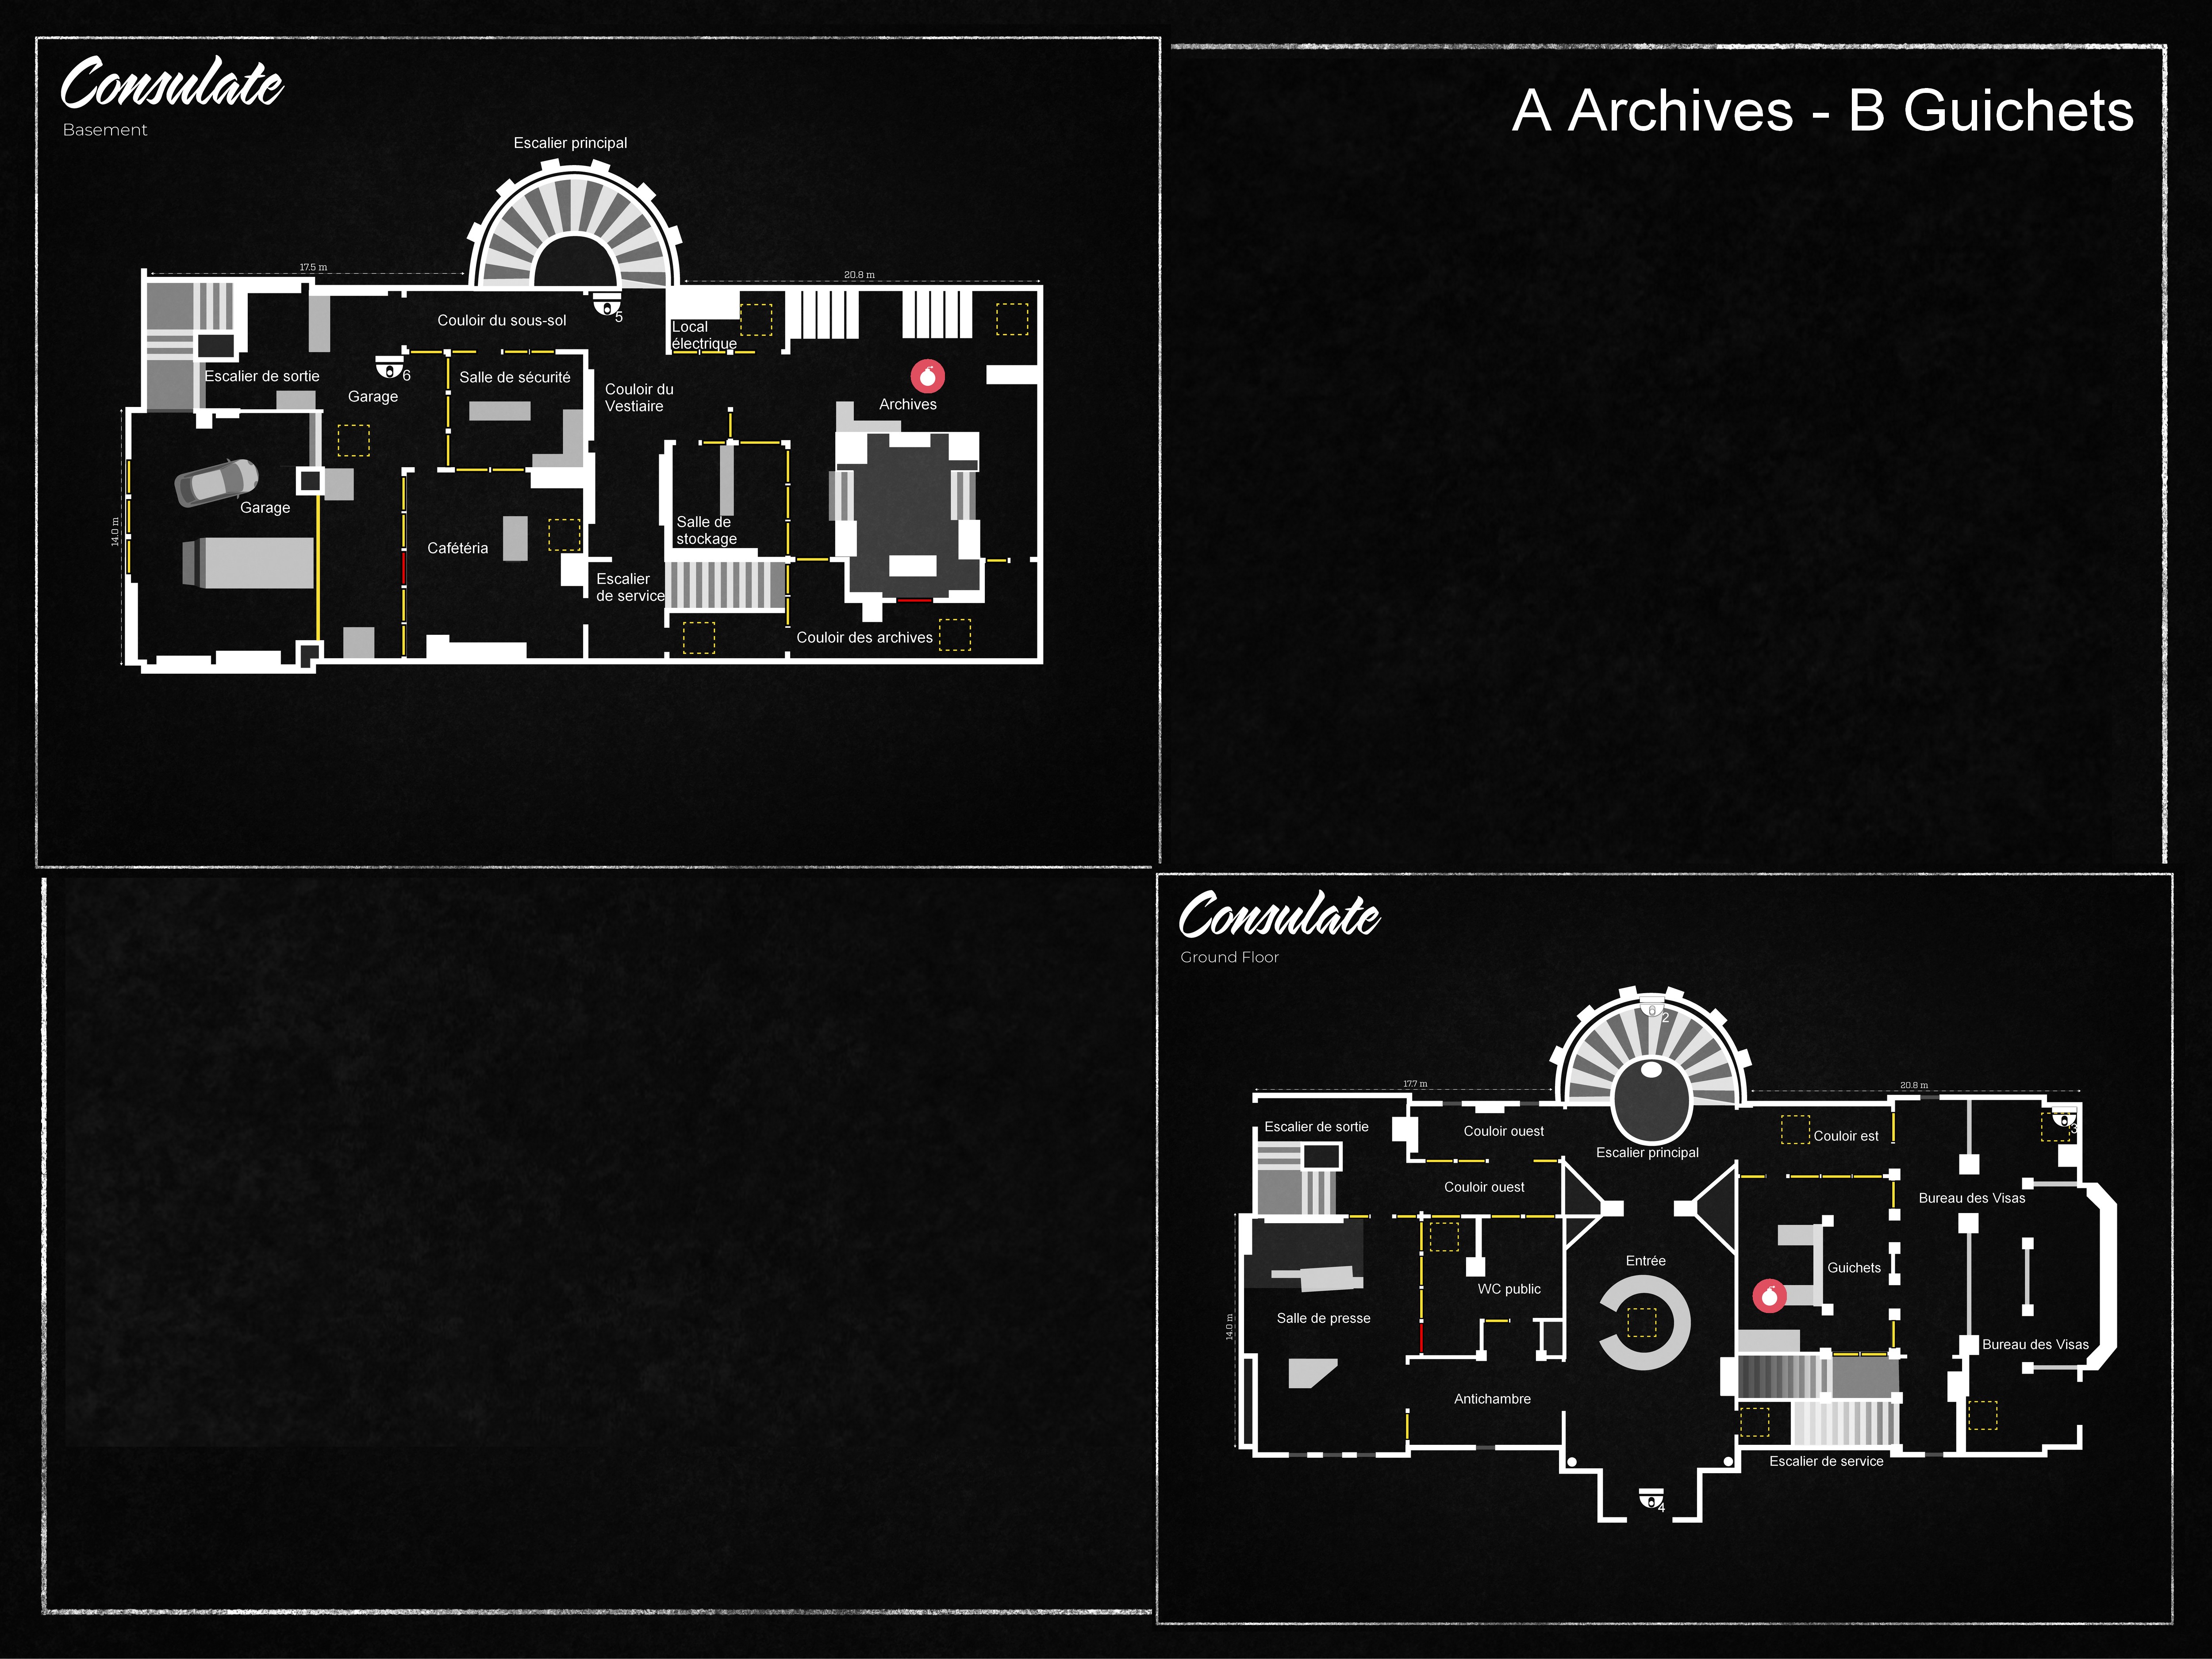 Consulate
Basement
A Archives - B Guichets
Escalier principal
17.5 m
20.8 m
5
Couloir du sous-sol
Local
électrique
6
Escalier de sortie
Salle de sécurité
Garage
Couloir du
Vestiaire
Archives
Garage
14.0 m
Cafétéria
Salle de
stockage
Escalier
de service
Couloir des archives
Consulate
Ground Floor
2
17.7 m
20.8 m
3
Escalier de sortie
Couloir ouest
Couloir est
Escalier principal
Couloir ouest
Bureau des Visas
Entrée
Guichets
WC public
Salle de presse
14.0 m
Bureau des Visas
Antichambre
Escalier de service
4